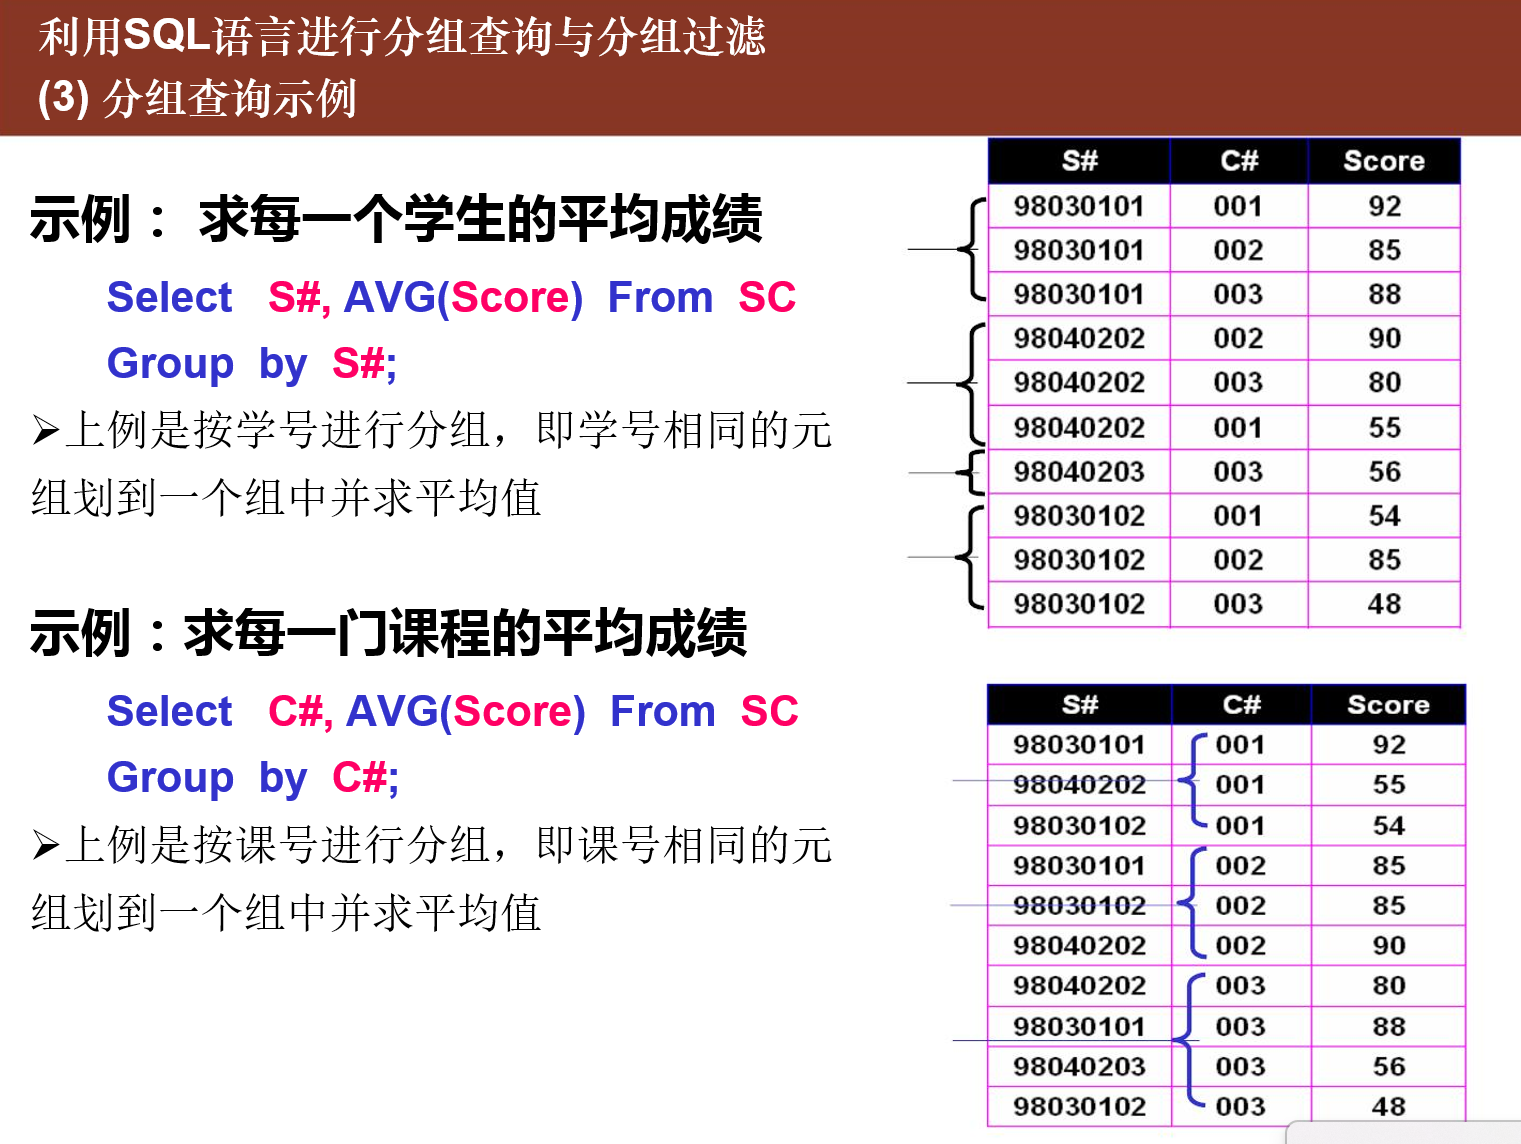 利用SQL语言进行分组查询与分组过滤
(3) 分组查询示例
示例： 求每一个学生的平均成绩
Select S#, AVG(Score) From SC
Group by S#;
➢上例是按学号进行分组，即学号相同的元
组划到一个组中并求平均值
示例：求每一门课程的平均成绩
Select C#, AVG(Score) From SC
Group by C#;
➢上例是按课号进行分组，即课号相同的元
组划到一个组中并求平均值
S# C# Score
98030101 001 92
98030101 002 85
98030101 003 88
98040202 002 90
98040202 003 80
98040202 001 55
98040203 003 56
98030102 001 54
98030102 002 85
98030102 003 48
S# C# Score
98030101 001 92
98040202 001 55
98030102 001 54
98030101 002 85
98030102 002 85
98040202 002 90
98040202 003 80
98030101 003 88
98040203 003 56
98030102 003 48